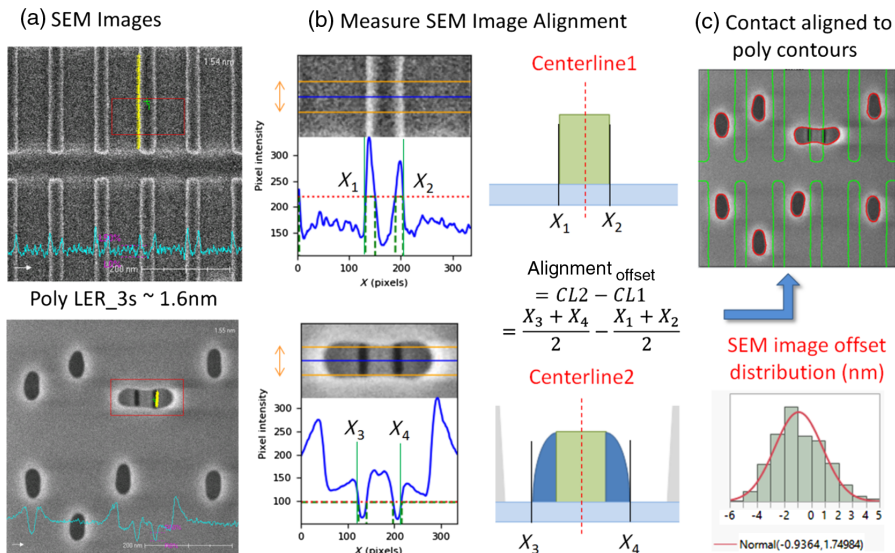 (a) SEM Images
(b) Measure SEM Image Alignment
(c) Contact aligned to
poly contours
1.54 nm
200 nm
Poly LER_3s ~ 1.6nm
1.55 nm
200 nm
Pixel intensity
300
250
200
150
X1
X2
0
100
200
300
X (pixels)
Pixel intensity
300
250
200
150
100
X3
X4
0
100
200
300
X (pixels)
Centerline1
X1
X2
Alignment offset
= CL2 − CL1
= (X3 + X4)/2 − (X1 + X2)/2
Centerline2
X3
X4
SEM image offset
distribution (nm)
-6 -4 -3 -2 -1 0 1 2 3 4 5
Normal(-0.9364,1.74984)